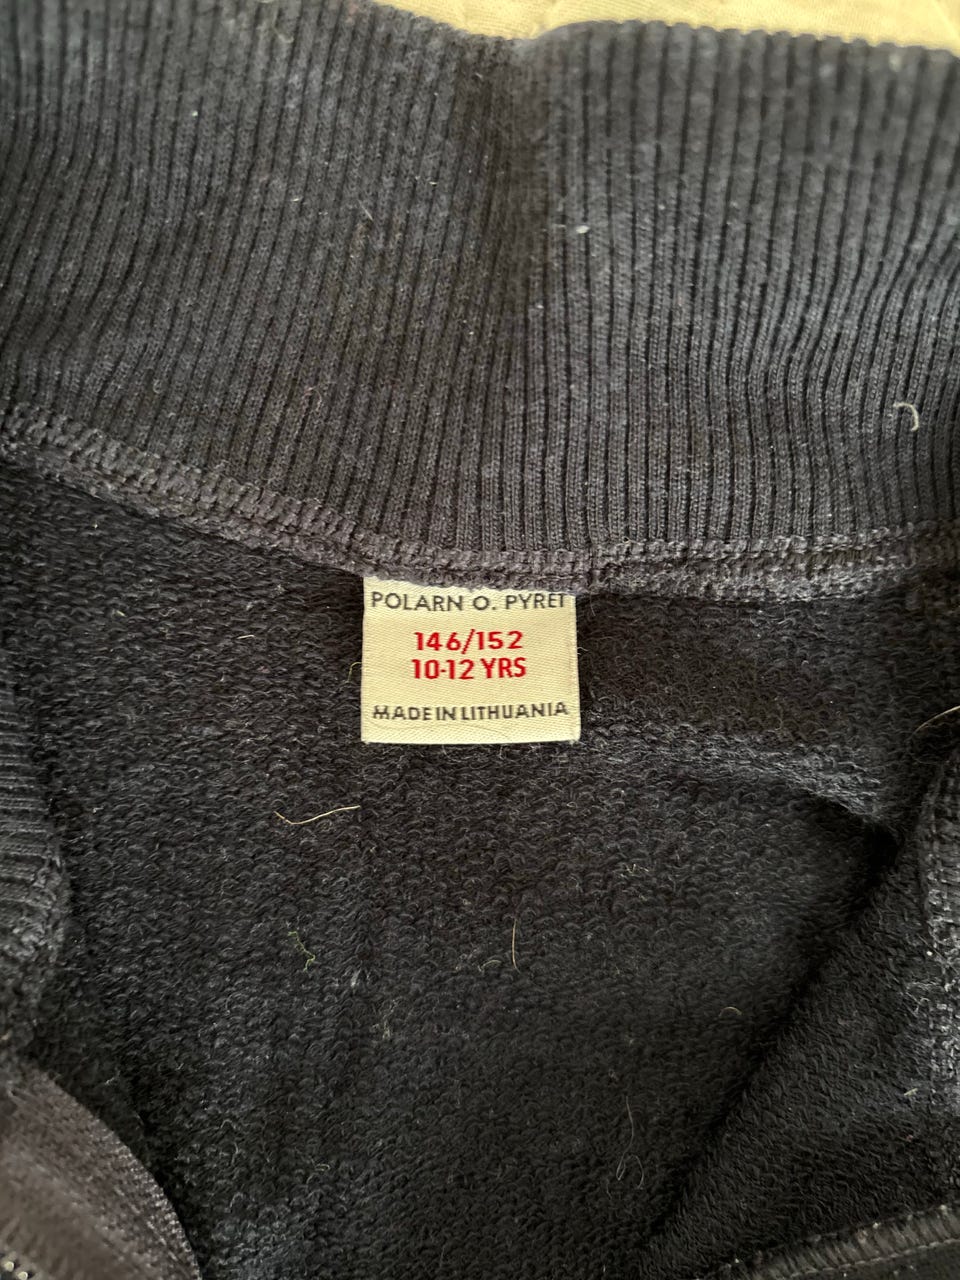 POLARN O. PYRET
146/152
10-12 YRS
MADE IN LITHUANIA